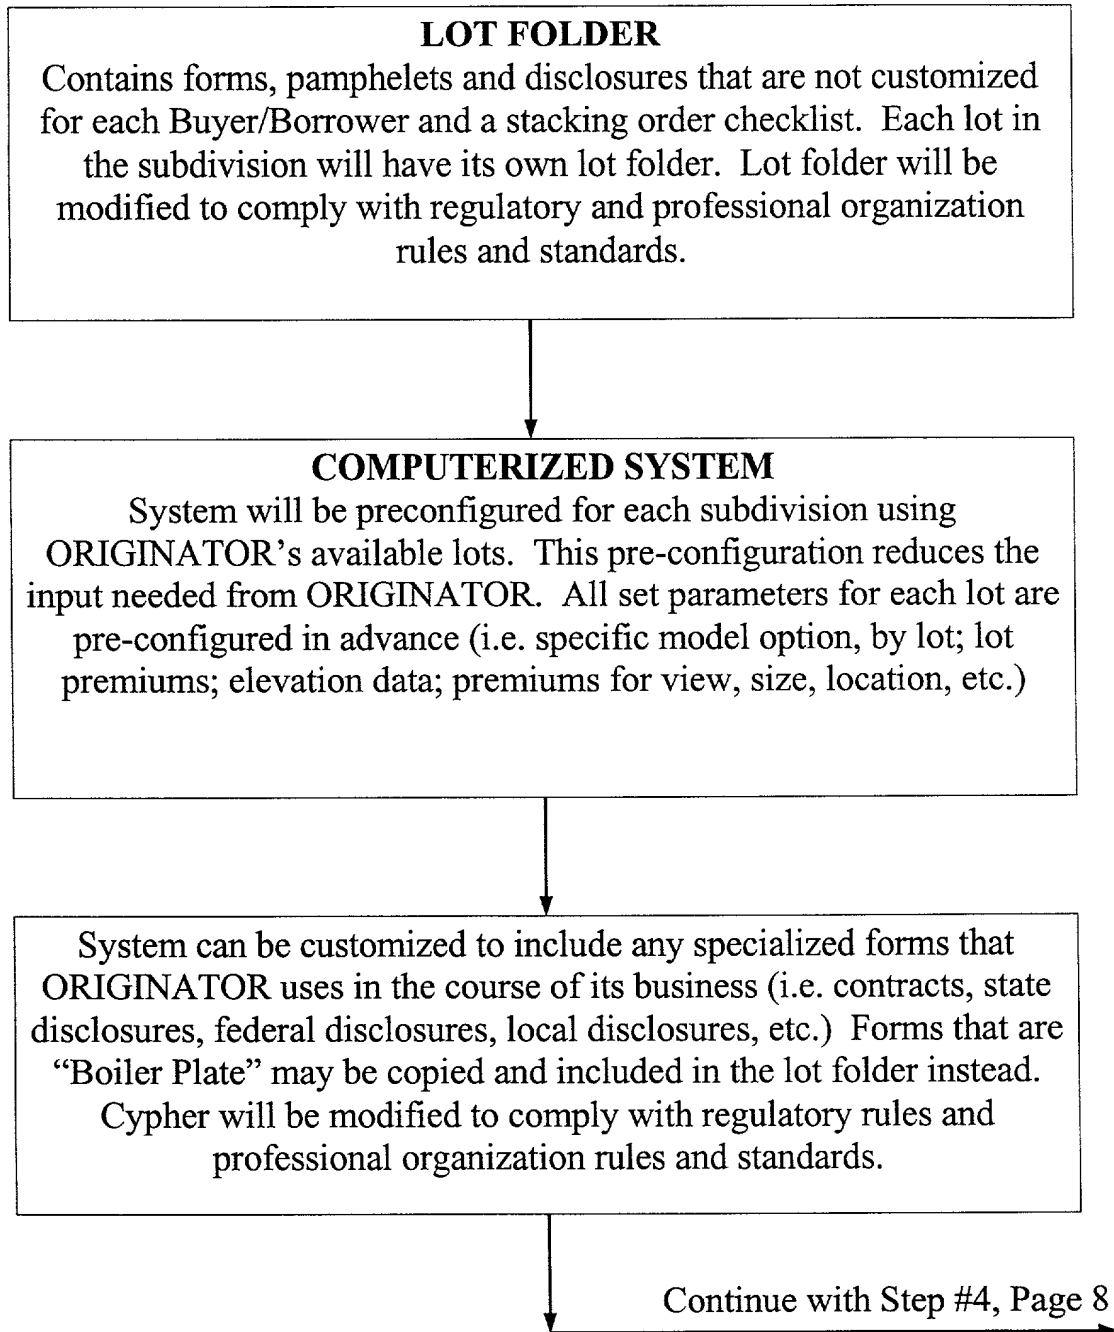 LOT FOLDER
Contains forms, pamphelets and disclosures that are not customized
for each Buyer/Borrower and a stacking order checklist.  Each lot in
the subdivision will have its own lot folder.  Lot folder will be
modified to comply with regulatory and professional organization
rules and standards.
COMPUTERIZED SYSTEM
System will be preconfigured for each subdivision using
ORIGINATOR’s available lots.  This pre-configuration reduces the
input needed from ORIGINATOR.  All set parameters for each lot are
pre-configured in advance (i.e. specific model option, by lot; lot
premiums; elevation data; premiums for view, size, location, etc.)
System can be customized to include any specialized forms that
ORIGINATOR uses in the course of its business (i.e. contracts, state
disclosures, federal disclosures, local disclosures, etc.)  Forms that are
“Boiler Plate” may be copied and included in the lot folder instead.
Cypher will be modified to comply with regulatory rules and
professional organization rules and standards.
Continue with Step #4, Page 8